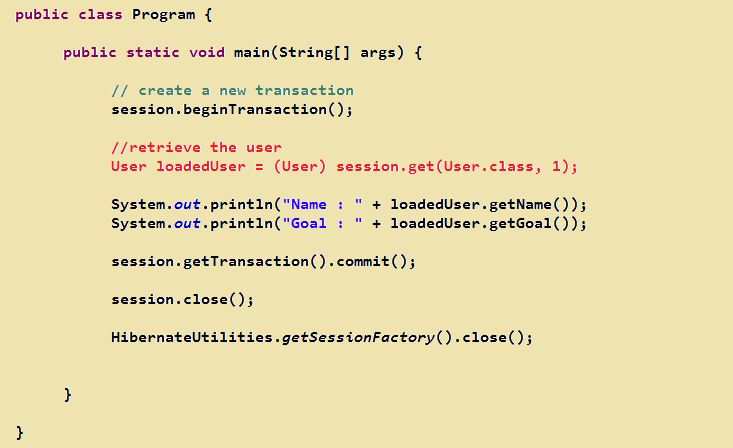 public class Program {
public static void main(String[] args) {
// create a new transaction
session.beginTransaction();
//retrieve the user
User loadedUser = (User) session.get(User.class, 1);
System.out.println("Name : " + loadedUser.getName());
System.out.println("Goal : " + loadedUser.getGoal());
session.getTransaction().commit();
session.close();
HibernateUtilities.getSessionFactory().close();
}
}